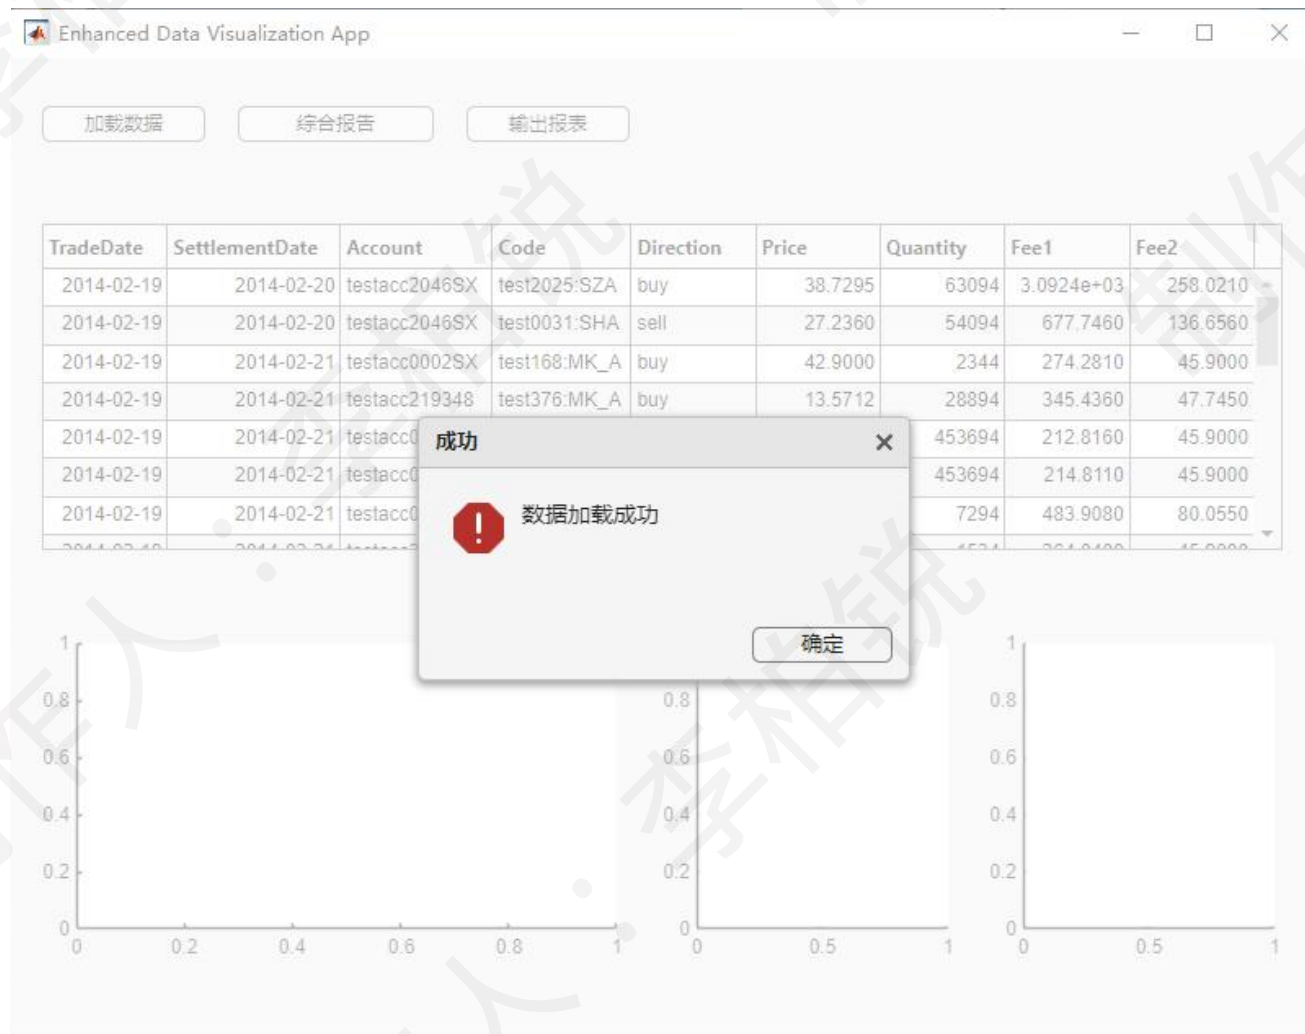 Enhanced Data Visualization App
加载数据 综合报告 输出报表
TradeDate SettlementDate Account Code Direction Price Quantity Fee1 Fee2
2014-02-19 2014-02-20 testacc2046SX test2025:SZA buy 38.7295 63094 3.0924e+03 258.0210
2014-02-19 2014-02-20 testacc2046SX test0031:SHA sell 27.2360 54094 677.7460 136.6560
2014-02-19 2014-02-21 testacc0002SX test168:MK_A buy 42.9000 2344 274.2810 45.9000
2014-02-19 2014-02-21 testacc219348 test376:MK_A buy 13.5712 28894 345.4360 47.7450
2014-02-19 2014-02-21 testacc0 453694 212.8160 45.9000
2014-02-19 2014-02-21 testacc0 453694 214.8110 45.9000
2014-02-19 2014-02-21 testacc0 7294 483.9080 80.0550
成功
数据加载成功
确定
1 0.8 0.6 0.4 0.2 0
0 0.2 0.4 0.6 0.8 1
0.8 0.6 0.4 0.2 0
0 0.5 1
1 0.8 0.6 0.4 0.2 0
0 0.5 1
制作人：李柏锐